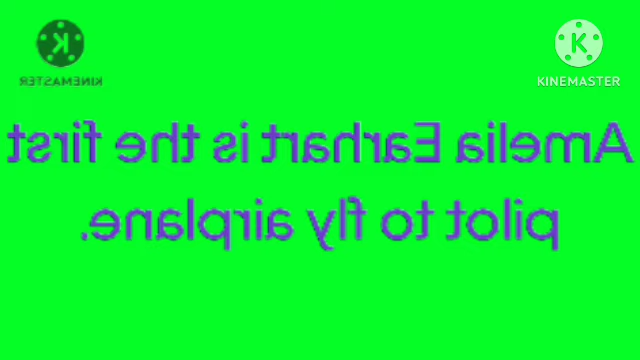 KINEMASTER
KINEMASTER
Amelia Earhart is the first
pilot to fly airplane.